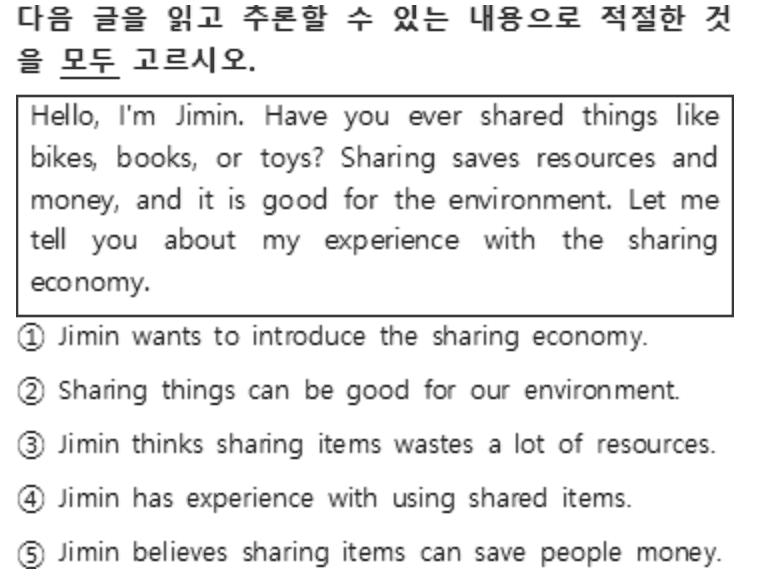 다음 글을 읽고 추론할 수 있는 내용으로 적절한 것
을 모두 고르시오.
Hello, I'm Jimin. Have you ever shared things like
bikes, books, or toys? Sharing saves resources and
money, and it is good for the environment. Let me
tell you about my experience with the sharing
economy.
① Jimin wants to introduce the sharing economy.
② Sharing things can be good for our environment.
③ Jimin thinks sharing items wastes a lot of resources.
④ Jimin has experience with using shared items.
⑤ Jimin believes sharing items can save people money.